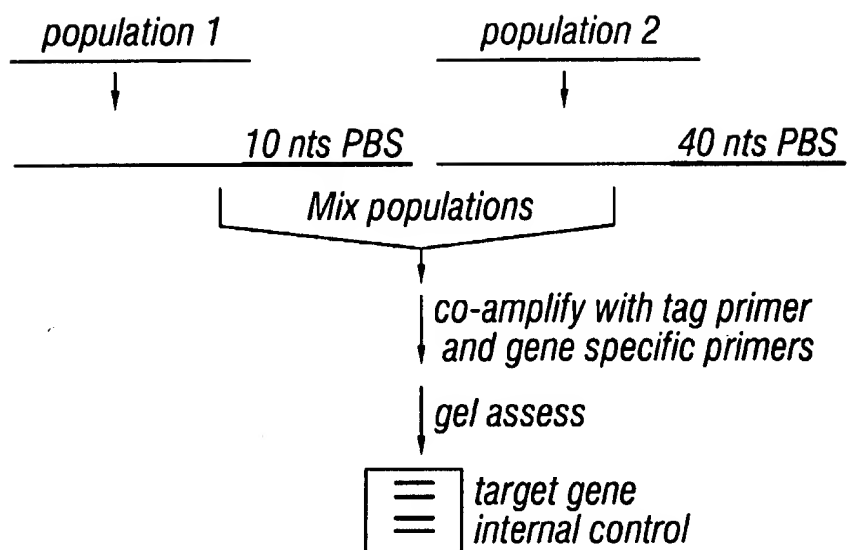 population 1
population 2
10 nts PBS
40 nts PBS
Mix populations
co-amplify with tag primer
and gene specific primers
gel assess
target gene
internal control